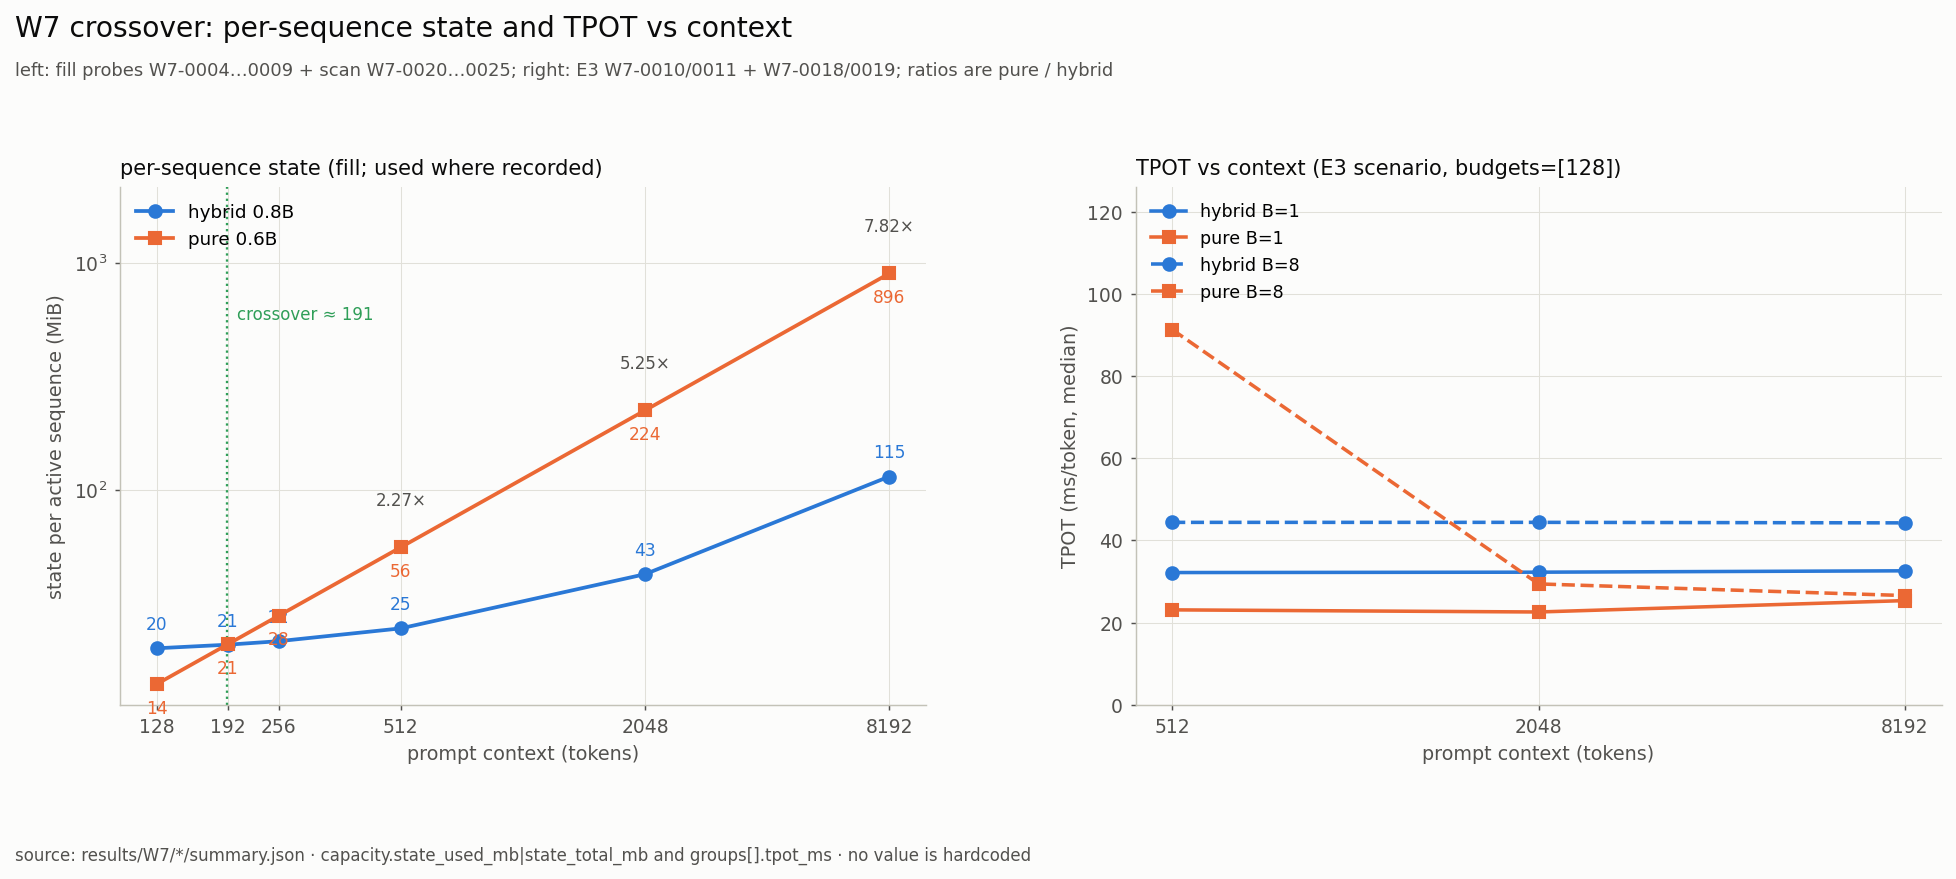 W7 crossover: per-sequence state and TPOT vs context
left: fill probes W7-0004…0009 + scan W7-0020…0025; right: E3 W7-0010/0011 + W7-0018/0019; ratios are pure / hybrid
per-sequence state (fill; used where recorded)
hybrid 0.8B
pure 0.6B
state per active sequence (MiB)
10³
10²
crossover ≈ 191
2.27×
5.25×
7.82×
20
21
25
43
115
14
21
28
56
224
896
128
192
256
512
2048
8192
prompt context (tokens)
TPOT vs context (E3 scenario, budgets=[128])
hybrid B=1
pure B=1
hybrid B=8
pure B=8
TPOT (ms/token, median)
120
100
80
60
40
20
0
512
2048
8192
prompt context (tokens)
source: results/W7/*/summary.json · capacity.state_used_mb|state_total_mb and groups[].tpot_ms · no value is hardcoded